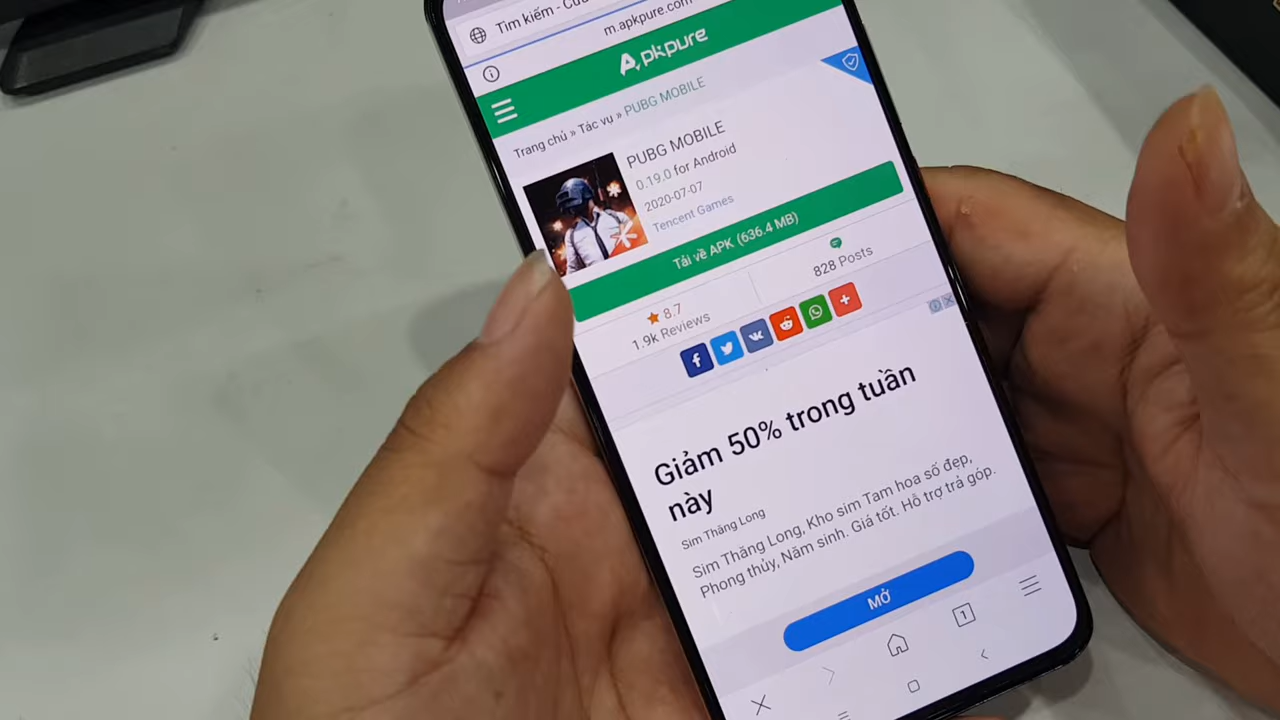 Tìm kiếm - Cử
m.apkpure.com
Apkpure
Trang chủ » Tác vụ » PUBG MOBILE
PUBG MOBILE
0.19.0 for Android
2020-07-07
Tencent Games
Tải về APK (636.4 MB)
8.7
1.9k Reviews
828 Posts
Giảm 50% trong tuần
này
Sim Thăng Long
Sim Thăng Long, Kho sim Tam hoa số đẹp,
Phong thủy, Năm sinh. Giá tốt. Hỗ trợ trả góp.
MỞ
1